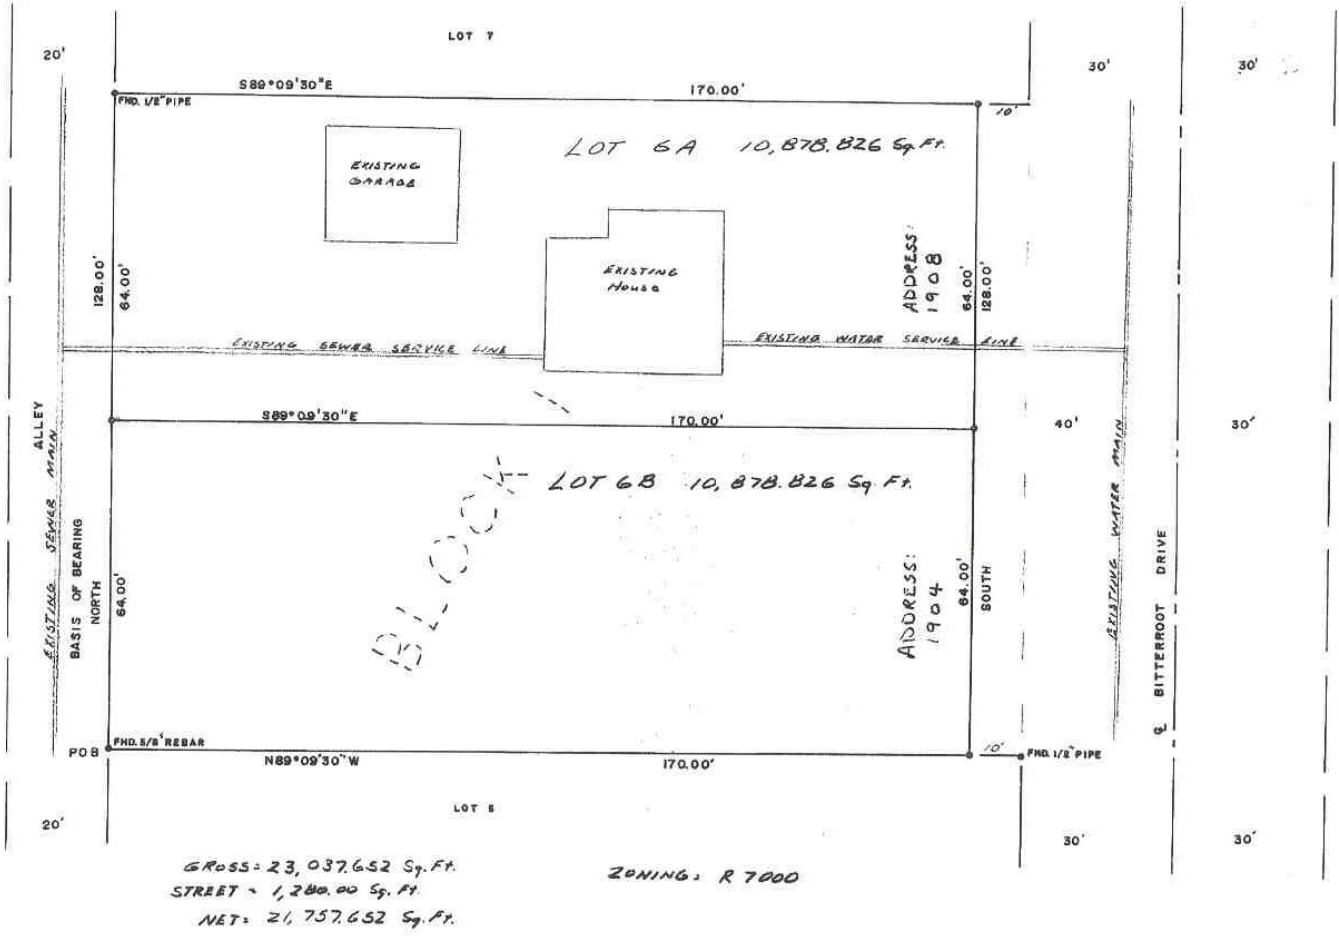 LOT 7
20'
30'
30'
S89°09'30"E
170.00'
FND. 1/2" PIPE
10'
LOT 6A 10,878.826 Sq. Ft.
EXISTING
GARAGE
EXISTING
House
ADDRESS:
1908
128.00'
64.00'
64.00'
128.00'
EXISTING SEWER SERVICE LINE
EXISTING WATER SERVICE LINE
S89°09'30"E
170.00'
40'
30'
ALLEY
EXISTING SEWER MAIN
BLOCK 1
LOT 6B 10,878.826 Sq. Ft.
EXISTING WATER MAIN
BASIS OF BEARING
NORTH
64.00'
ADDRESS:
1904
64.00'
SOUTH
℄ BITTERROOT DRIVE
POB
FND. 5/8" REBAR
N89°09'30"W
170.00'
10'
FND. 1/2" PIPE
20'
30'
30'
GROSS: 23,037.652 Sq. Ft.
STREET - 1,280.00 Sq. Ft.
NET: 21,757.652 Sq. Ft.
ZONING: R 7000